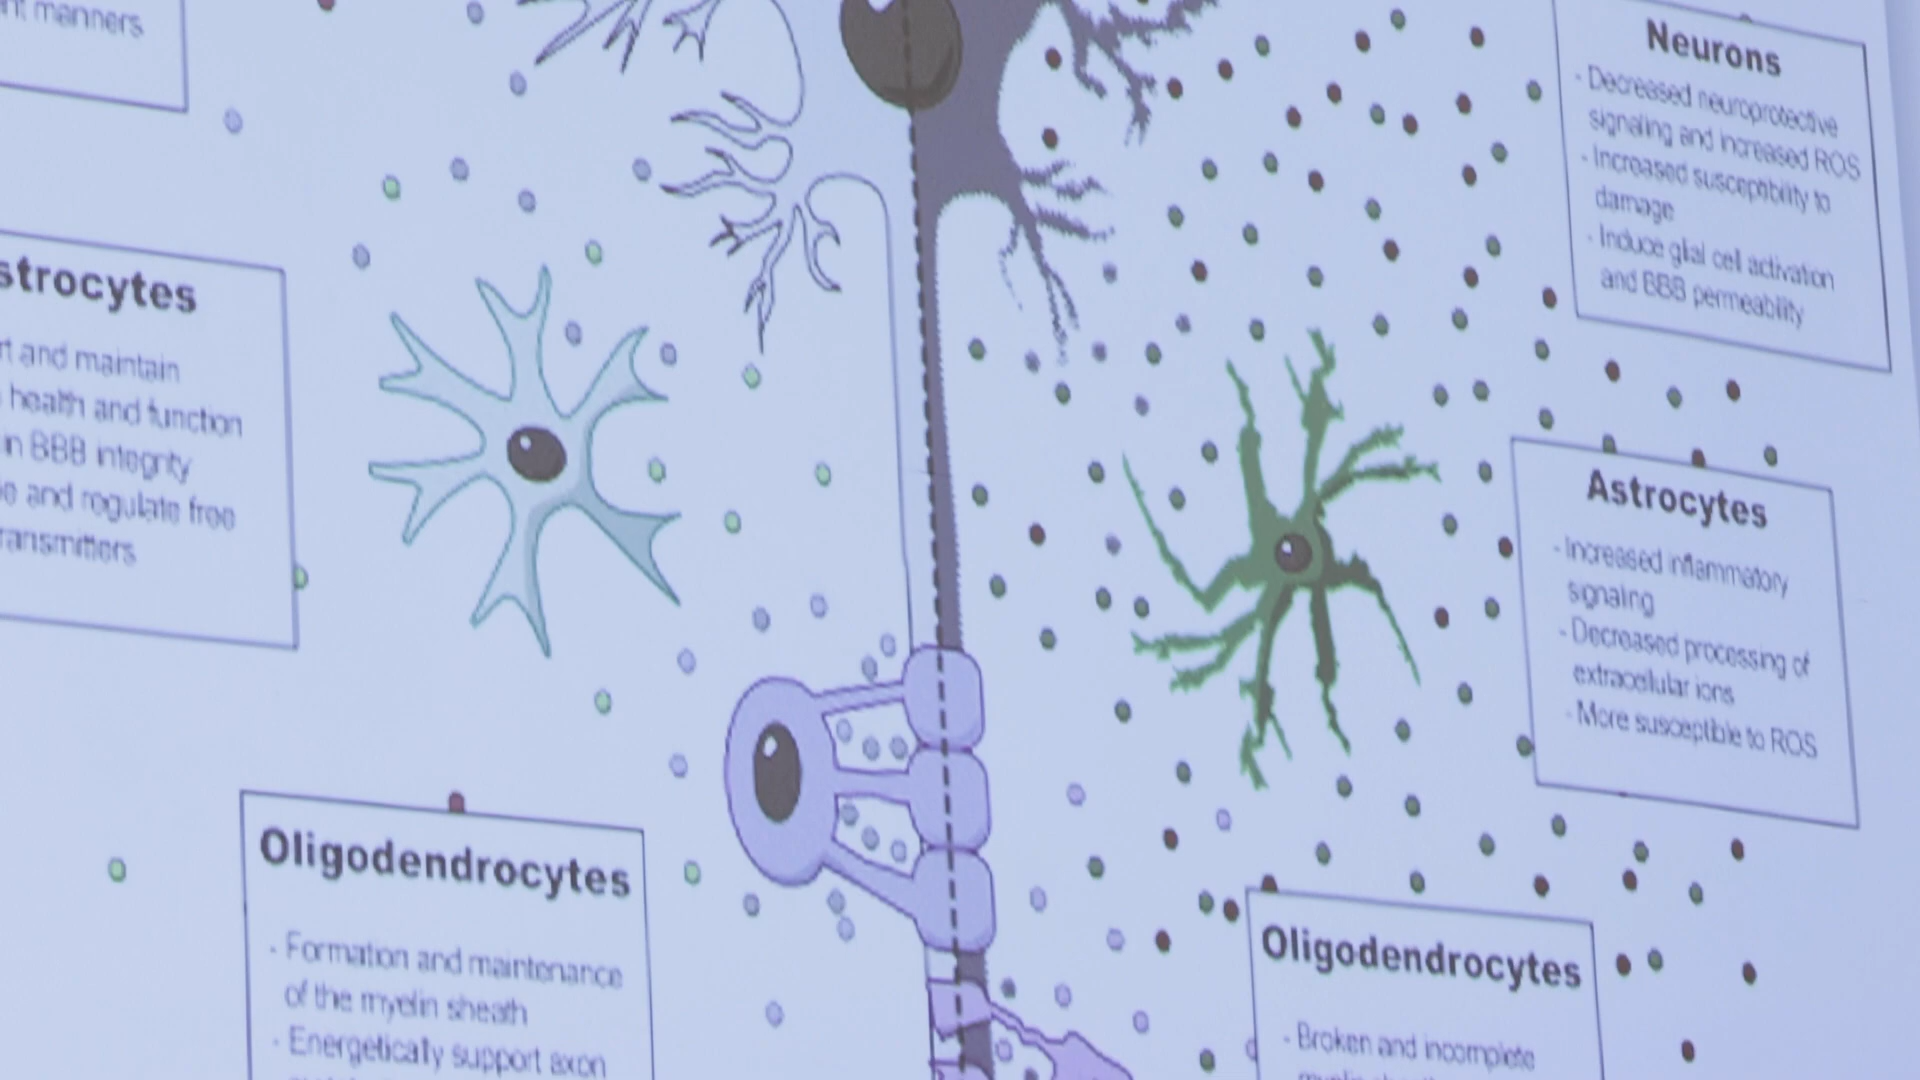 nt manners
strocytes
rt and maintain
health and function
in BBB integrity
e and regulate free
ransmitters
Oligodendrocytes
- Formation and maintenance
of the myelin sheath
- Energetically support axon
Neurons
- Decreased neuroprotective
signaling and increased ROS
- Increased susceptibility to
damage
- Induce glial cell activation
and BBB permeability
Astrocytes
- Increased inflammatory
signaling
- Decreased processing of
extracellular ions
- More susceptible to ROS
Oligodendrocytes
- Broken and incomplete